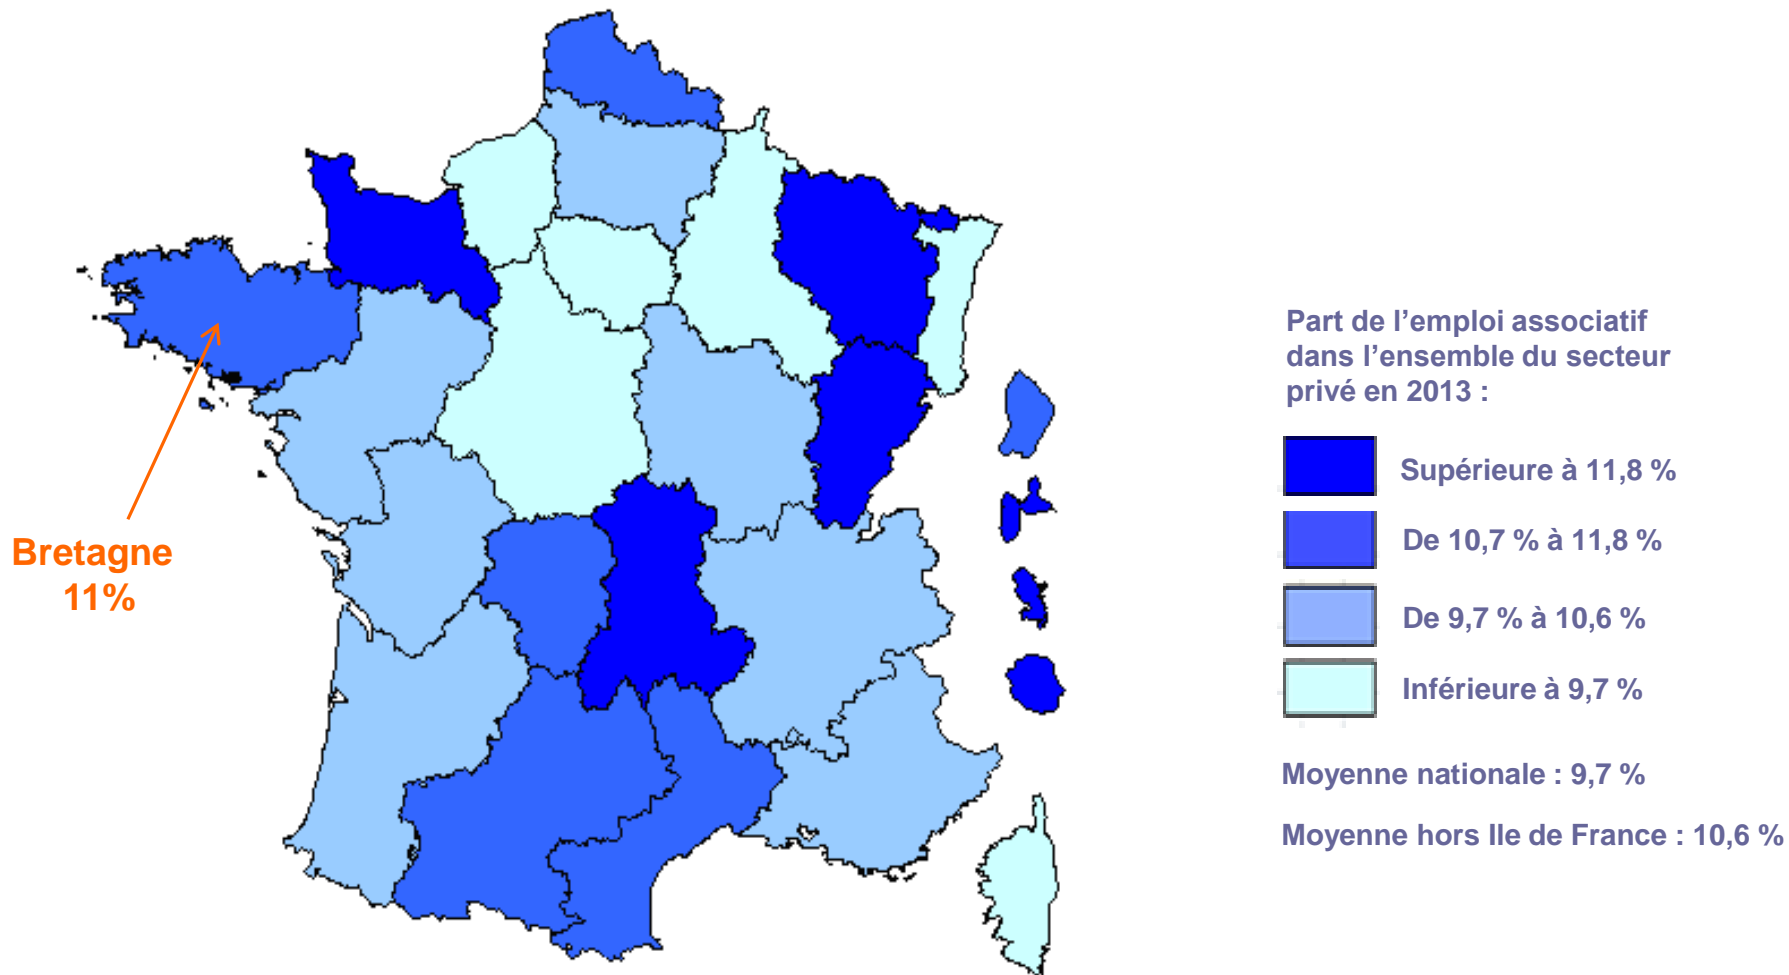 Bretagne
11%
Part de l’emploi associatif
dans l’ensemble du secteur
privé en 2013 :
Supérieure à 11,8 %
De 10,7 % à 11,8 %
De 9,7 % à 10,6 %
Inférieure à 9,7 %
Moyenne nationale : 9,7 %
Moyenne hors Ile de France : 10,6 %